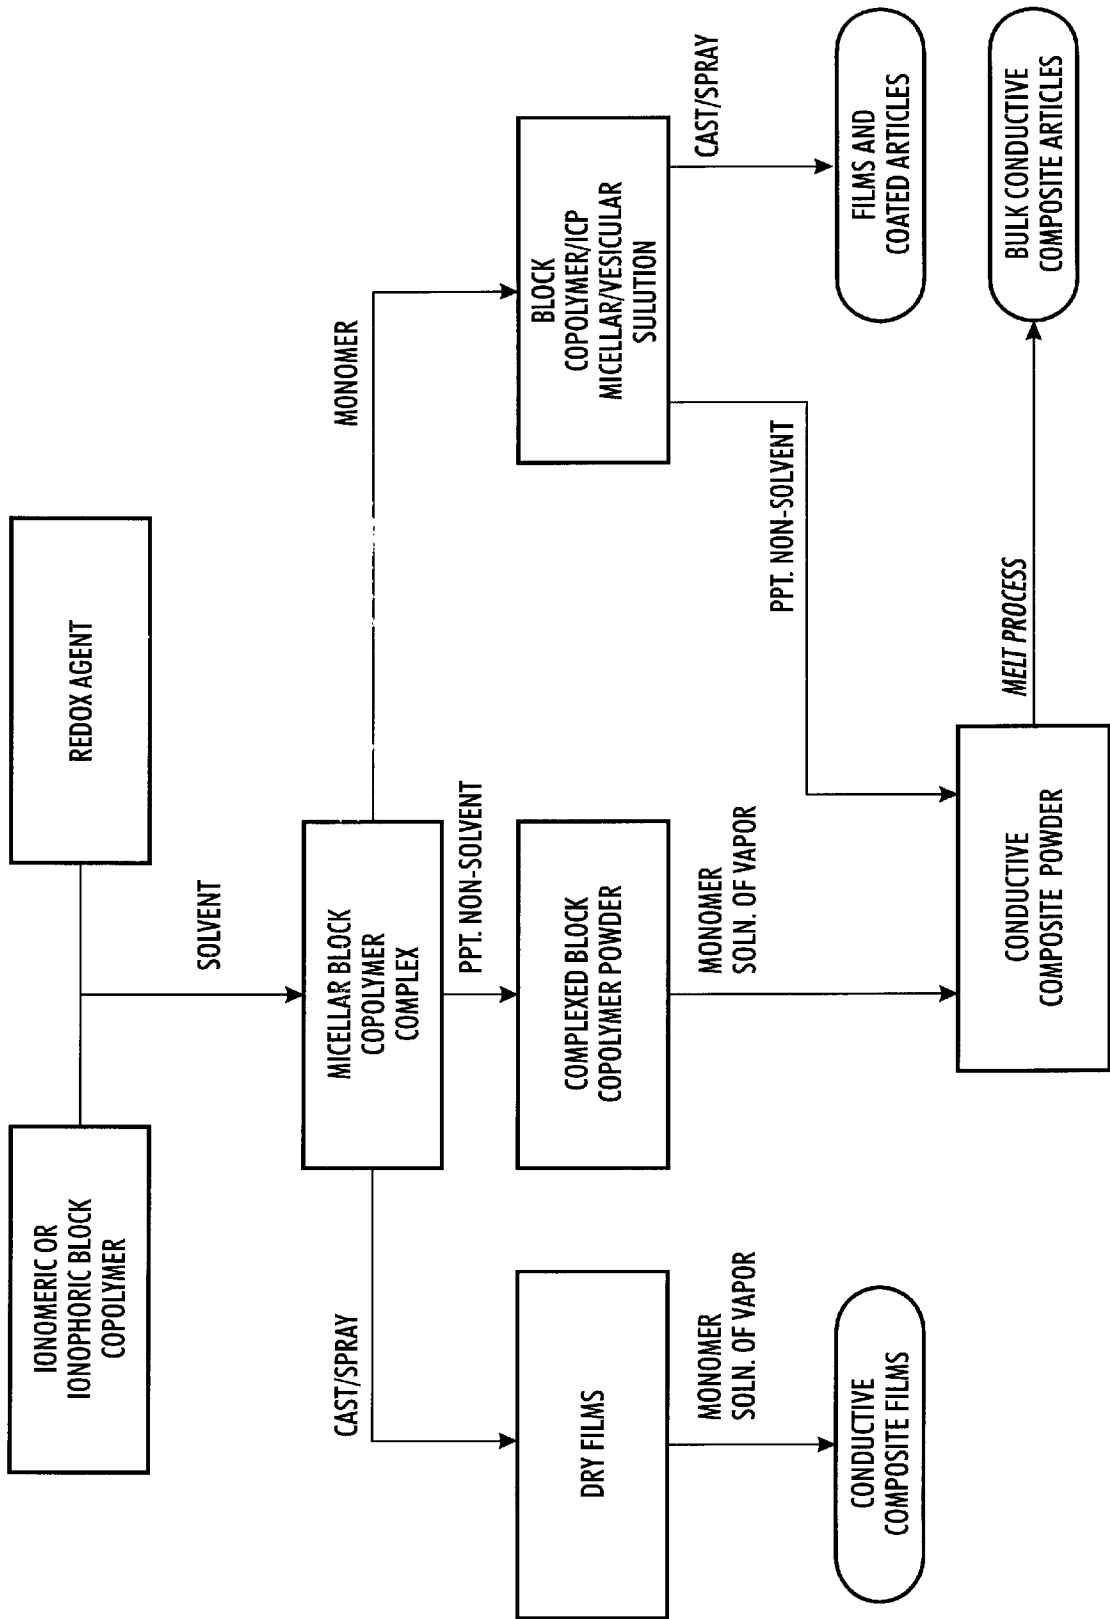 IONOMERIC OR
IONOPHORIC BLOCK
COPOLYMER
REDOX AGENT
SOLVENT
MICELLAR BLOCK
COPOLYMER
COMPLEX
CAST/SPRAY
PPT. NON-SOLVENT
MONOMER
DRY FILMS
COMPLEXED BLOCK
COPOLYMER POWDER
BLOCK
COPOLYMER/ICP
MICELLAR/VESICULAR
SULUTION
MONOMER
SOLN. OF VAPOR
MONOMER
SOLN. OF VAPOR
PPT. NON-SOLVENT
CAST/SPRAY
CONDUCTIVE
COMPOSITE FILMS
FILMS AND
COATED ARTICLES
CONDUCTIVE
COMPOSITE POWDER
MELT PROCESS
BULK CONDUCTIVE
COMPOSITE ARTICLES